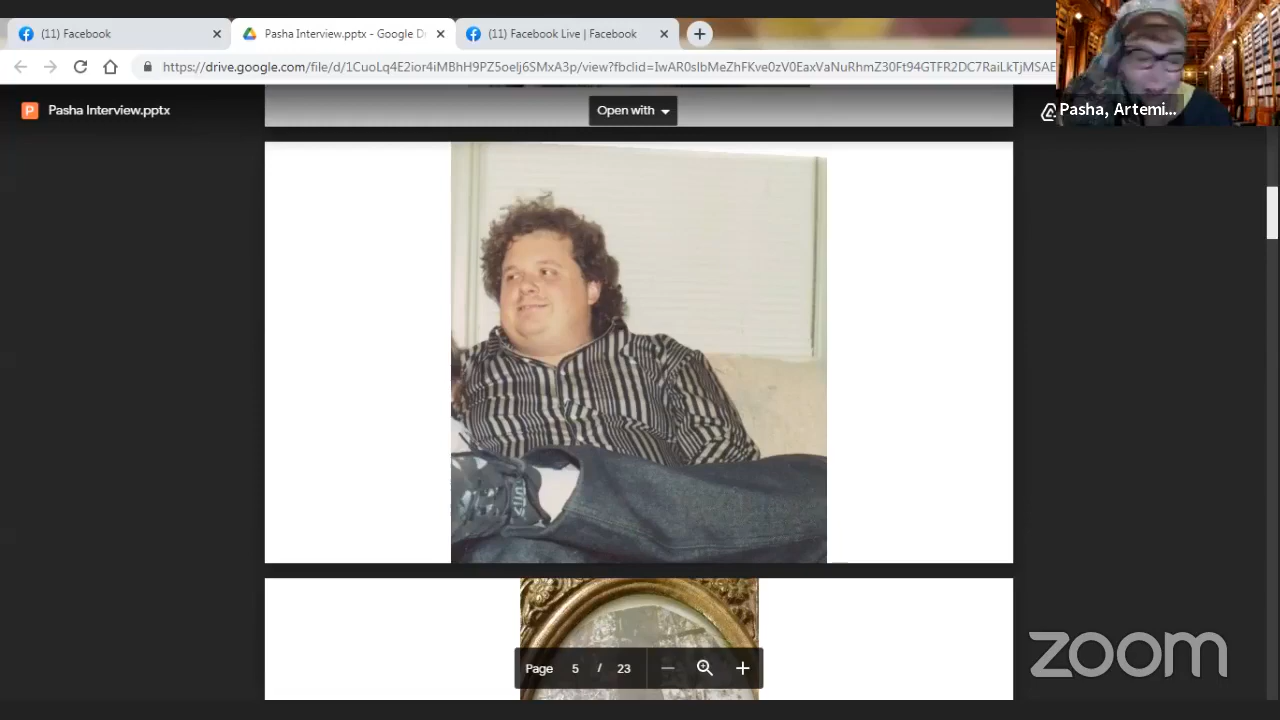 (11) Facebook
Pasha Interview.pptx - Google D
(11) Facebook Live | Facebook
https://drive.google.com/file/d/1CuoLq4E2ior4iMBhH9PZ5oelj6SMxA3p/view?fbclid=IwAR0slbMeZhFKve0zV0EaxVaNuRhmZ30Ft94GTFR2DC7RaiLkTjMSAE
P
Pasha Interview.pptx
Open with
Pasha, Artemi...
Page 5 / 23
zoom